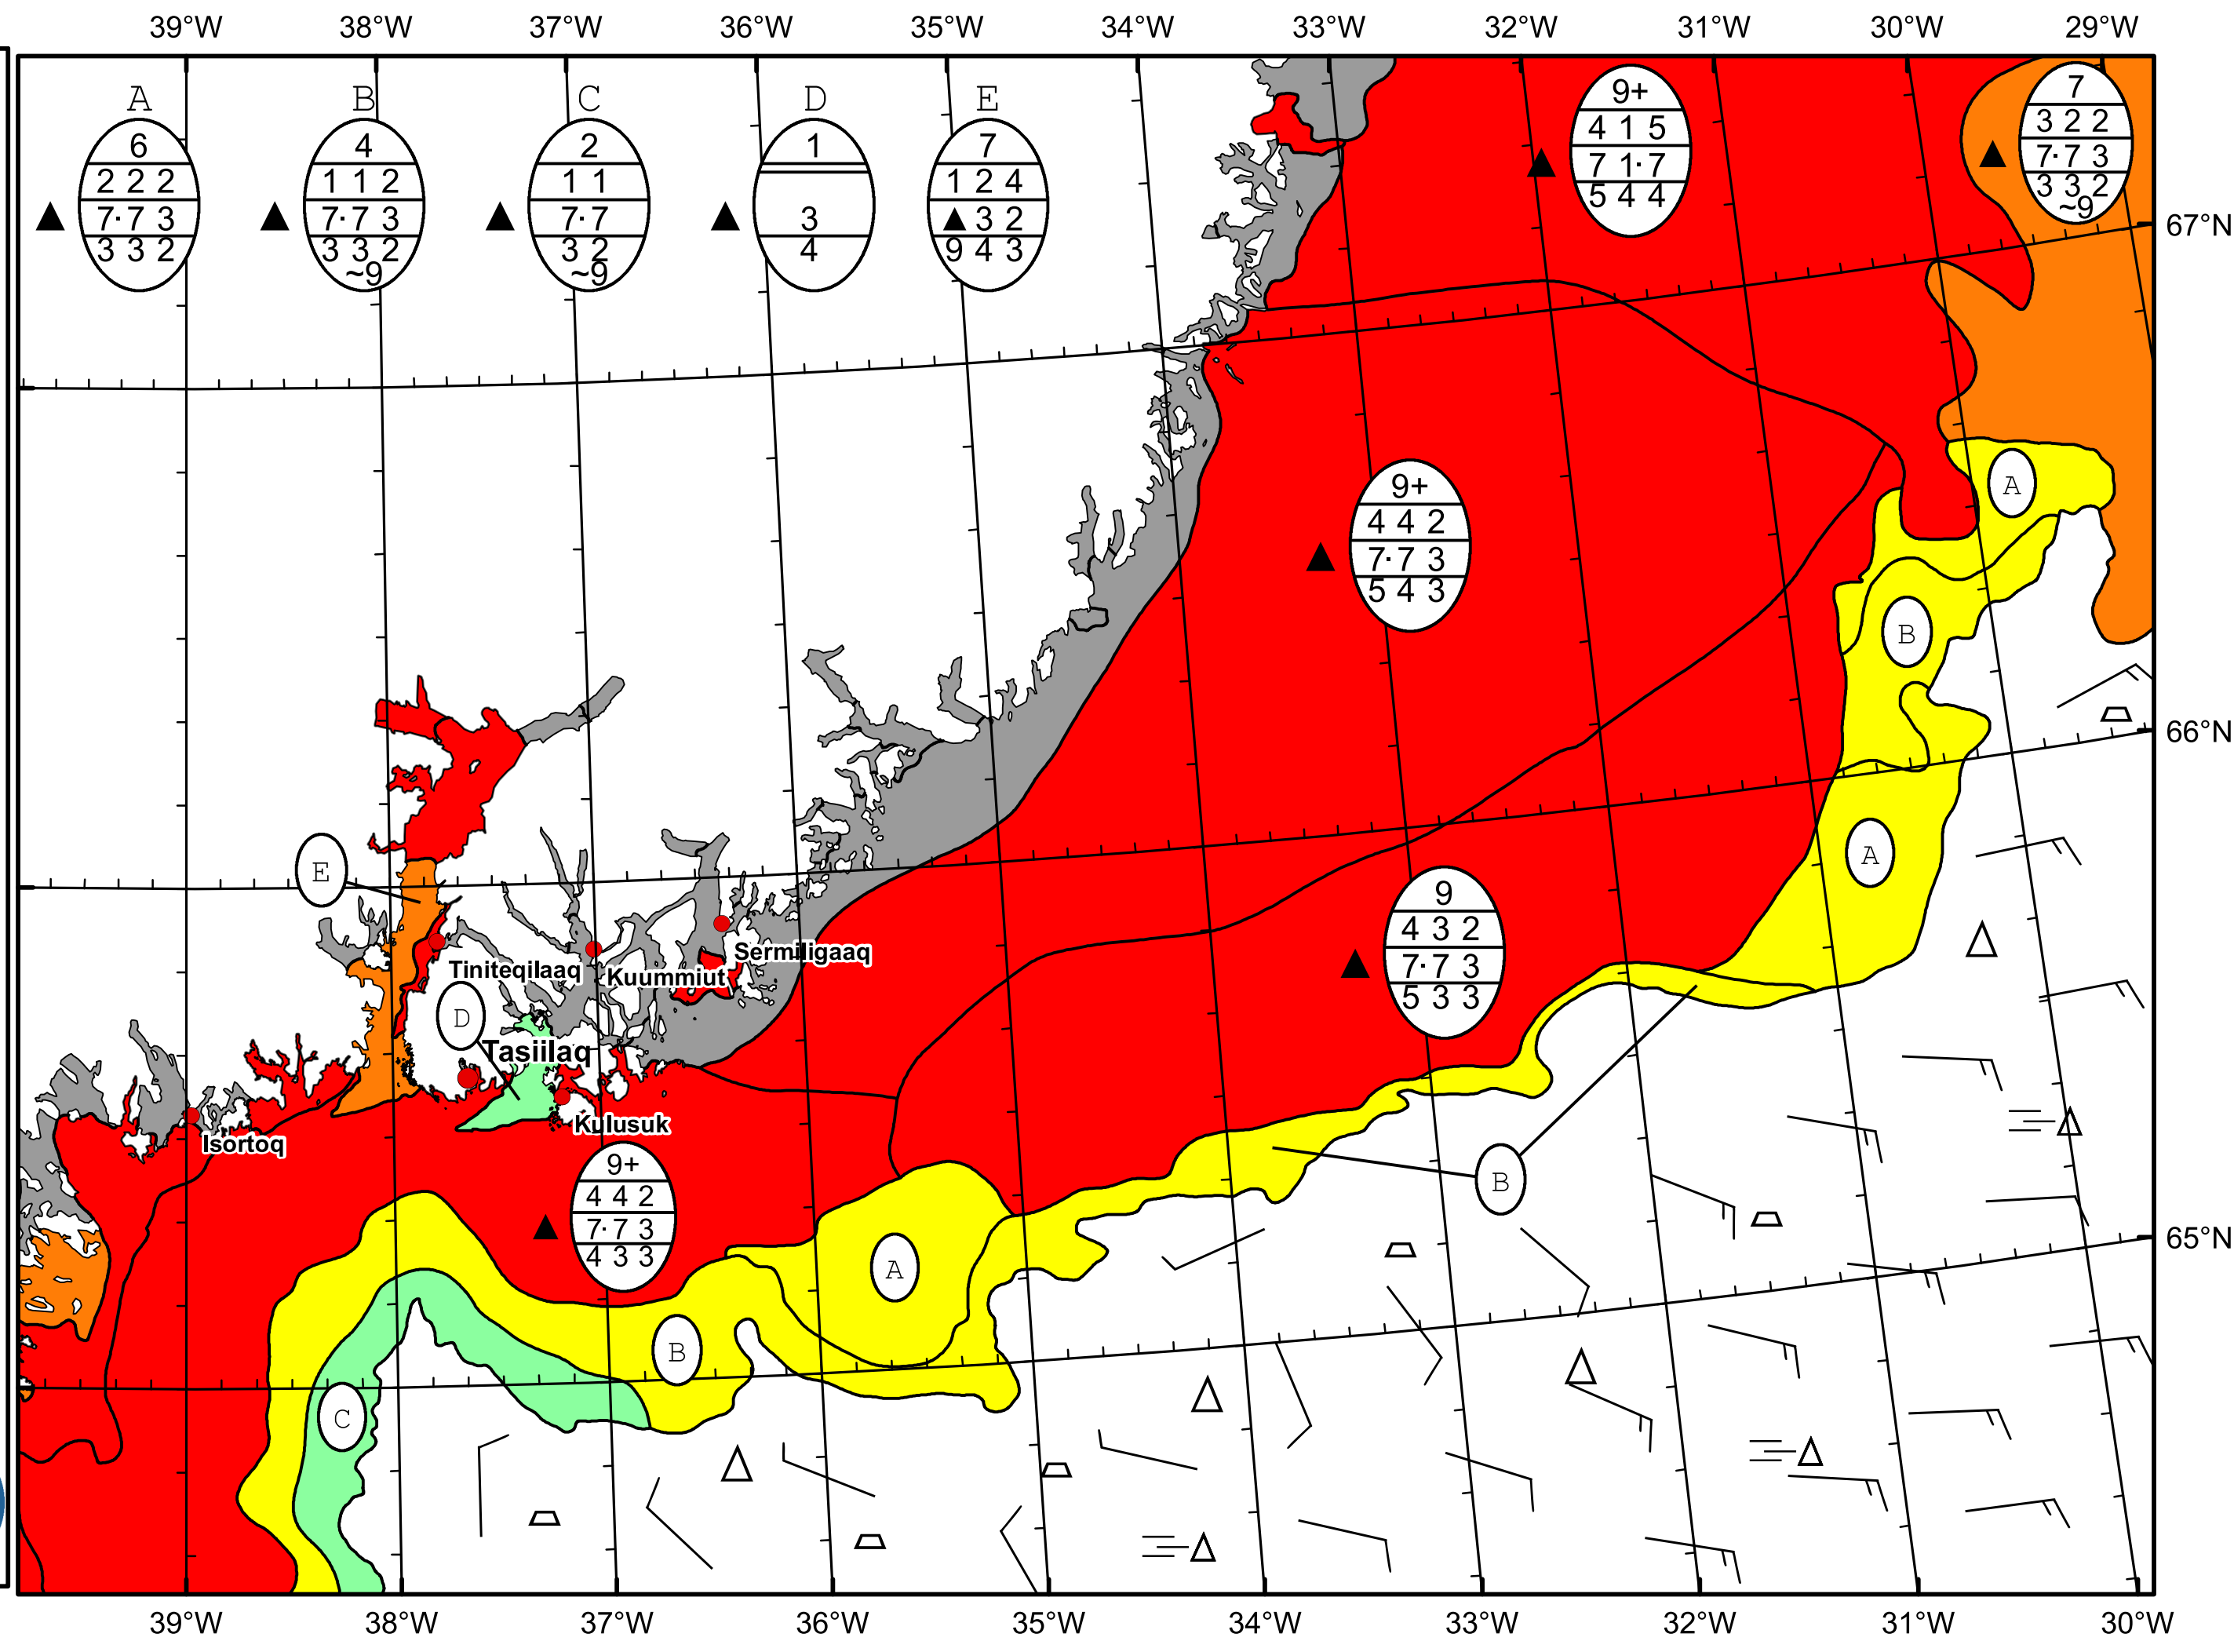 39°W 38°W 37°W 36°W 35°W 34°W 33°W 32°W 31°W 30°W 29°W
A B C D E
6
2 2 2
7· 7 3
3 3 2
4
1 1 2
7· 7 3
3 3 2
~9
2
1 1
7· 7
3 2
~9
1
3
4
7
1 2 4
▲ 3 2
9 4 3
9+
4 1 5
7 1· 7
5 4 4
7
3 2 2
7· 7 3
3 3 2
~9
67°N
9+
4 4 2
7· 7 3
5 4 3
A
B
66°N
A
E
9
4 3 2
7· 7 3
5 3 3
Sermiligaaq
Tiniteqilaaq
Kuummiut
D
Tasiilaq
Kulusuk
Isortoq
9+
4 4 2
7· 7 3
4 3 3
B
65°N
A
B
C
39°W 38°W 37°W 36°W 35°W 34°W 33°W 32°W 31°W 30°W